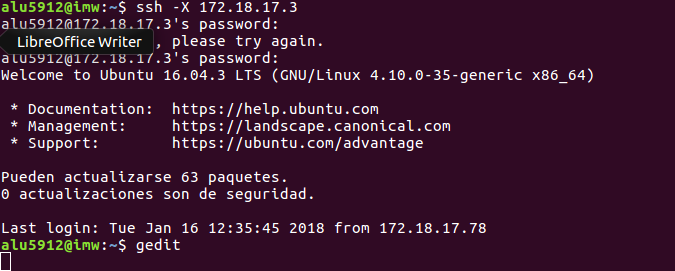 alu5912@imw:~$ ssh -X 172.18.17.3
alu5912@172.18.17.3's password:
LibreOffice Writer , please try again.
alu5912@172.18.17.3's password:
Welcome to Ubuntu 16.04.3 LTS (GNU/Linux 4.10.0-35-generic x86_64)
* Documentation: https://help.ubuntu.com
* Management: https://landscape.canonical.com
* Support: https://ubuntu.com/advantage
Pueden actualizarse 63 paquetes.
0 actualizaciones son de seguridad.
Last login: Tue Jan 16 12:35:45 2018 from 172.18.17.78
alu5912@imw:~$ gedit